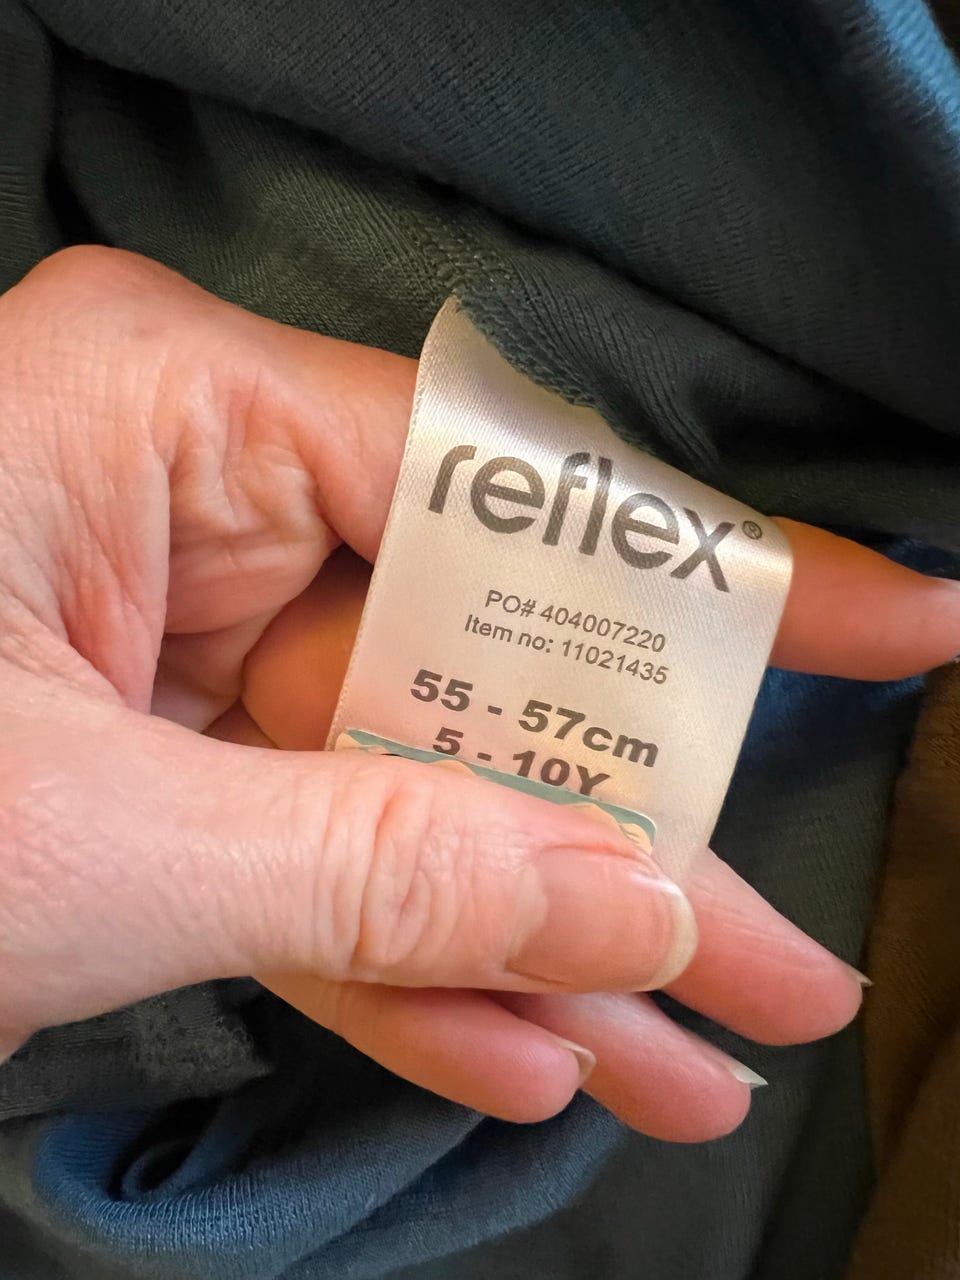 reflex®
PO# 404007220
Item no: 11021435
55 - 57cm
5 - 10Y